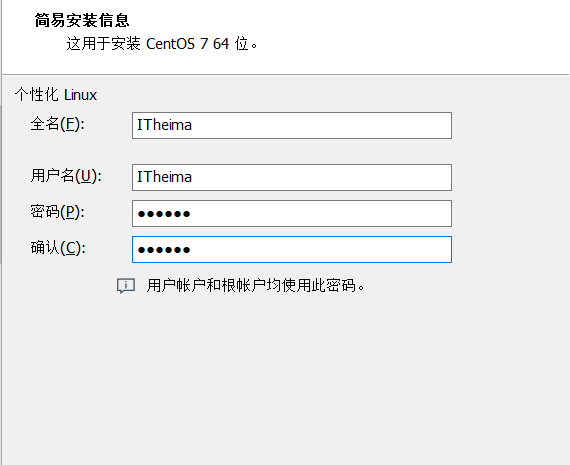 简易安装信息
这用于安装 CentOS 7 64 位。
个性化 Linux
全名(F):
ITheima
用户名(U):
ITheima
密码(P):
●●●●●●
确认(C):
●●●●●●
用户帐户和根帐户均使用此密码。